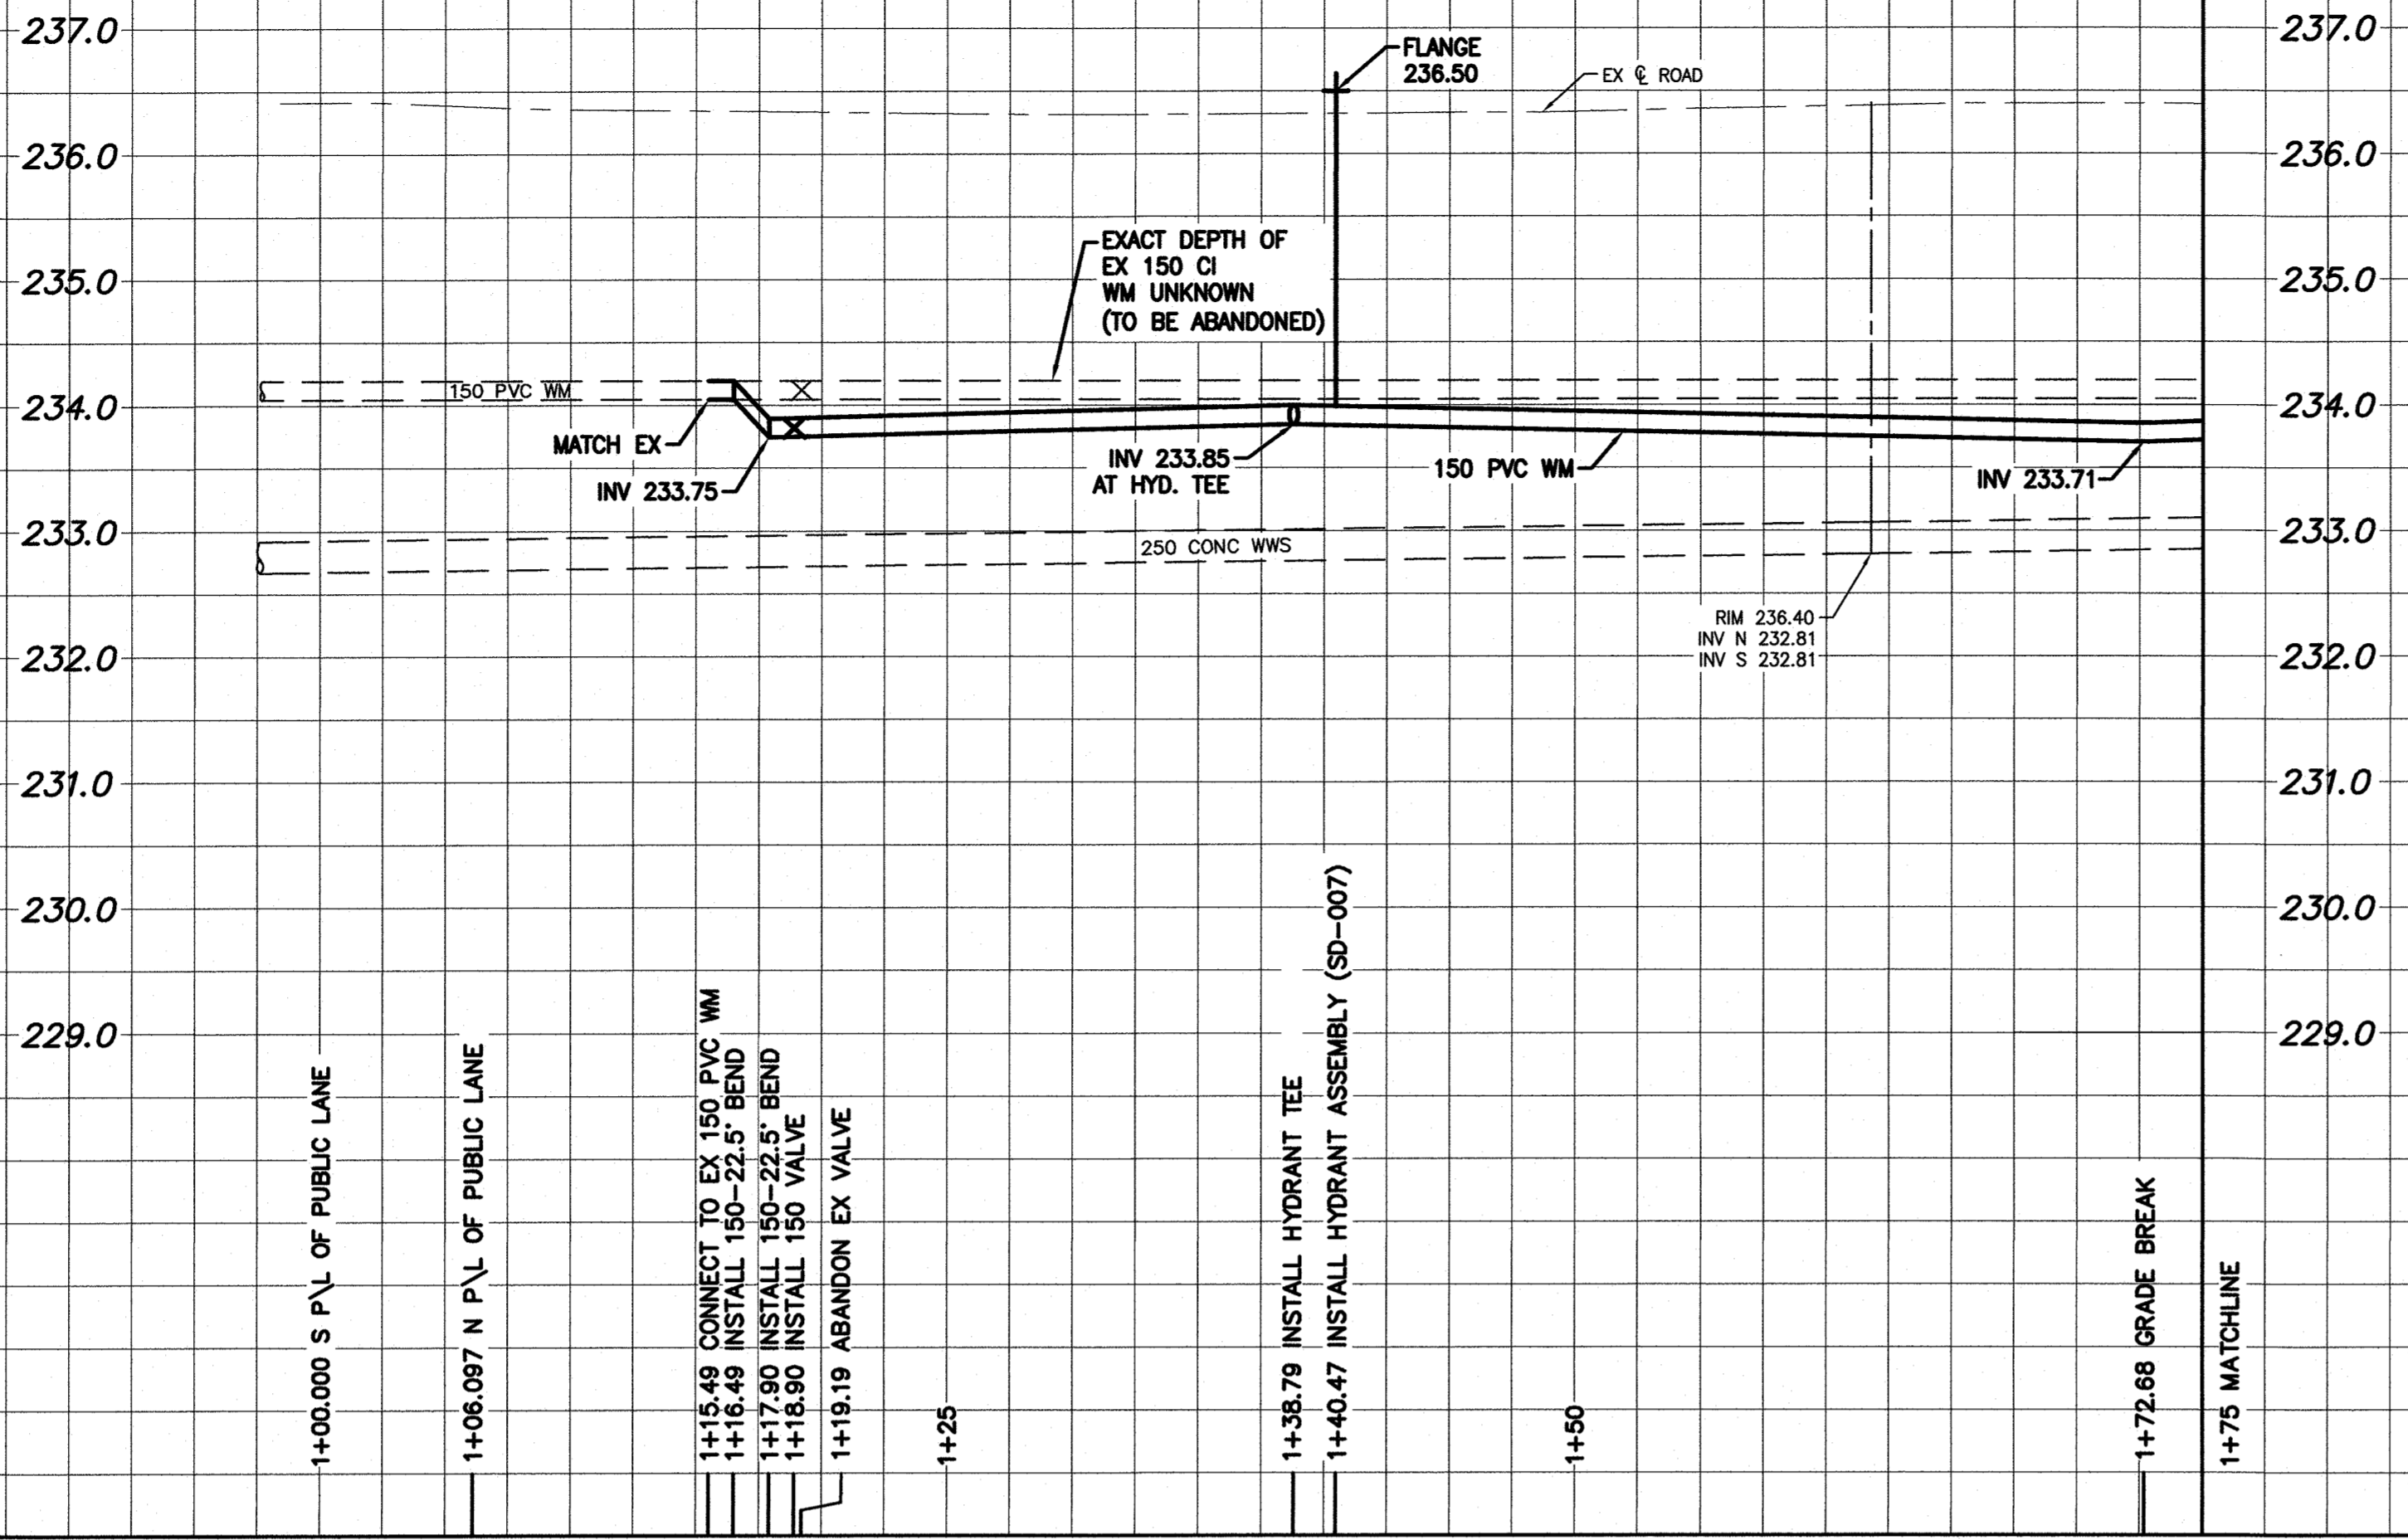 237.0
237.0
FLANGE
236.50
EX ℄ ROAD
236.0
236.0
EXACT DEPTH OF
EX 150 CI
WM UNKNOWN
(TO BE ABANDONED)
235.0
235.0
150 PVC WM
234.0
234.0
MATCH EX
INV 233.75
INV 233.85
AT HYD. TEE
150 PVC WM
INV 233.71
233.0
233.0
250 CONC WWS
RIM 236.40
INV N 232.81
INV S 232.81
232.0
232.0
231.0
231.0
230.0
230.0
229.0
229.0
1+00.000 S P\L OF PUBLIC LANE
1+06.097 N P\L OF PUBLIC LANE
1+15.49 CONNECT TO EX 150 PVC WM
1+16.49 INSTALL 150-22.5° BEND
1+17.90 INSTALL 150-22.5° BEND
1+18.90 INSTALL 150 VALVE
1+19.19 ABANDON EX VALVE
1+25
1+38.79 INSTALL HYDRANT TEE
1+40.47 INSTALL HYDRANT ASSEMBLY (SD-007)
1+50
1+72.68 GRADE BREAK
1+75 MATCHLINE